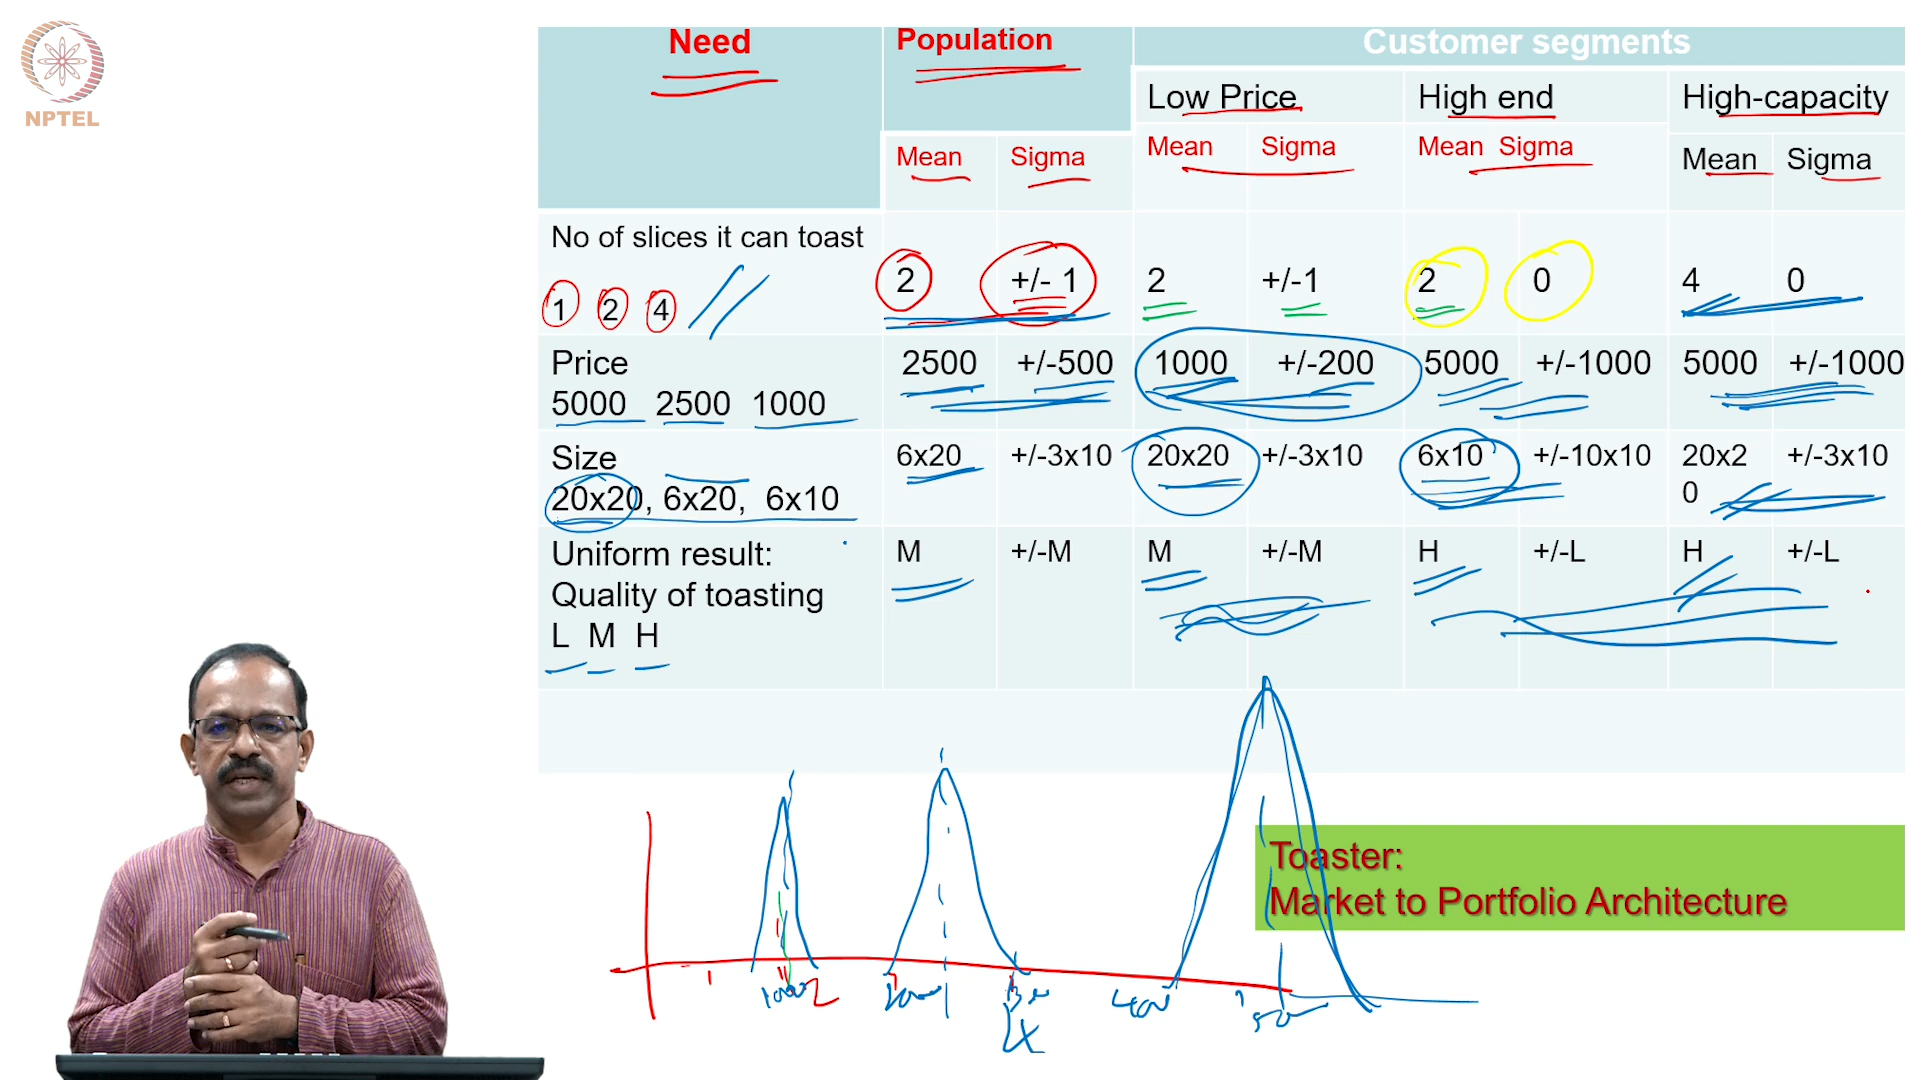 NPTEL
Need Population Customer segments
Low Price High end High-capacity
Mean Sigma Mean Sigma Mean Sigma Mean Sigma
No of slices it can toast
1 2 4 2 +/- 1 2 +/-1 2 0 4 0
Price 2500 +/-500 1000 +/-200 5000 +/-1000 5000 +/-1000
5000 2500 1000
Size 6x20 +/-3x10 20x20 +/-3x10 6x10 +/-10x10 20x2 +/-3x10
20x20, 6x20, 6x10 0
Uniform result: M +/-M M +/-M H +/-L H +/-L
Quality of toasting
L M H
Toaster:
Market to Portfolio Architecture
1000 2